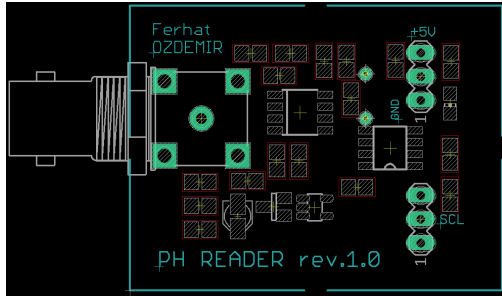 Ferhat
OZDEMIR
+5V
1
GND
SCL
1
PH READER rev.1.0